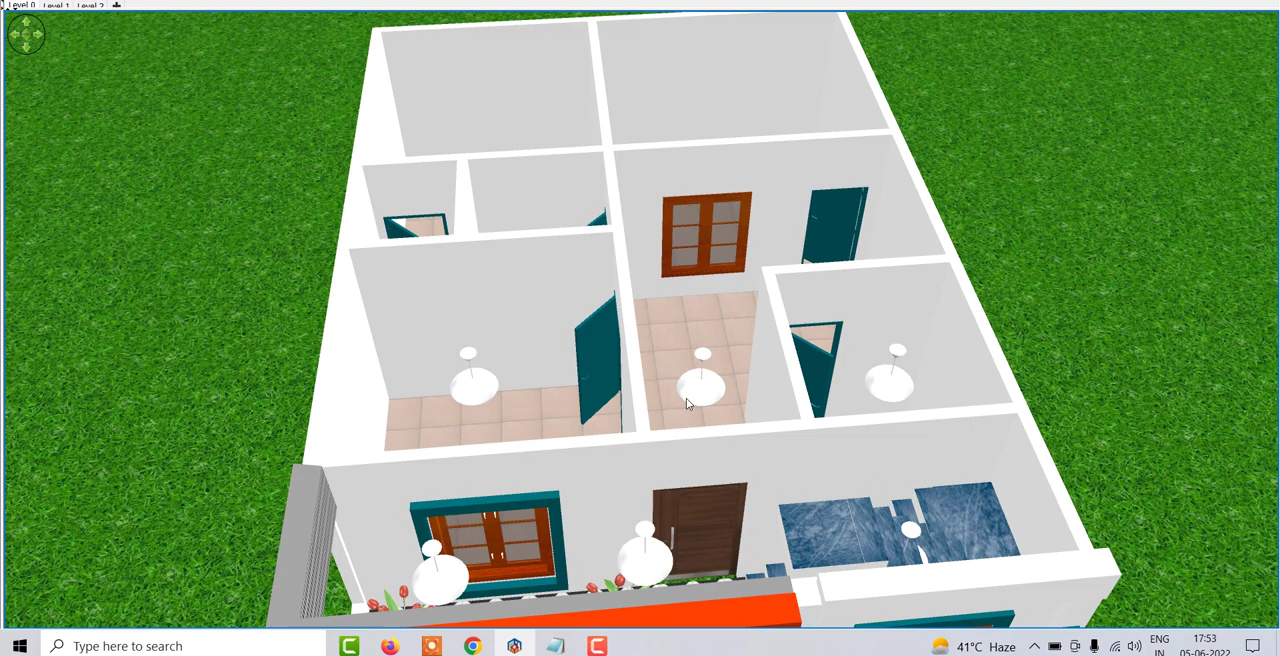 Level 0 Level 1 Level 2
Type here to search
41°C Haze
ENG
IN
17:53
05-06-2022